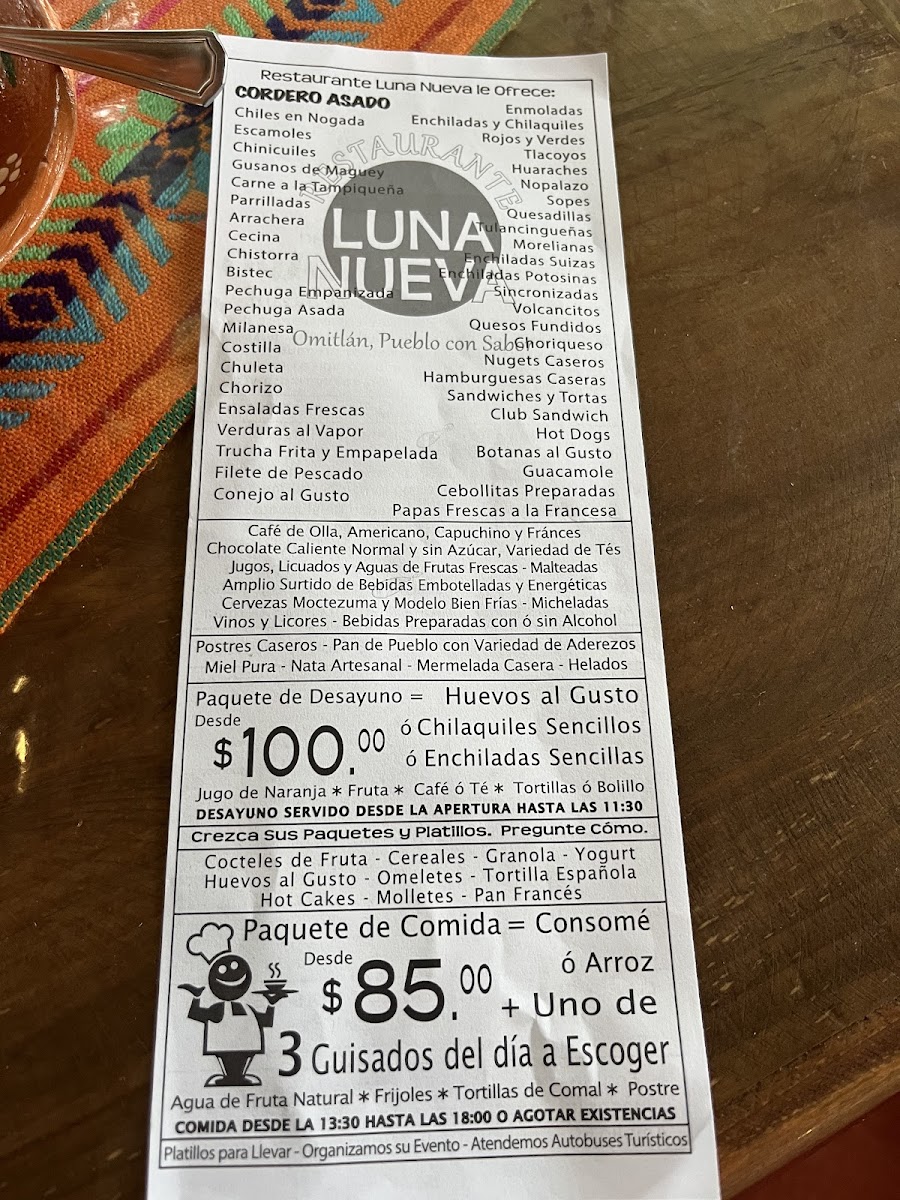 Restaurante Luna Nueva le Ofrece:
CORDERO ASADO
Chiles en Nogada
Escamoles
Chinicuiles
Gusanos de Maguey
Carne a la Tampiqueña
Parrilladas
Arrachera
Cecina
Chistorra
Bistec
Pechuga Empanizada
Pechuga Asada
Milanesa
Costilla
Chuleta
Chorizo
Ensaladas Frescas
Verduras al Vapor
Trucha Frita y Empapelada
Filete de Pescado
Conejo al Gusto
RESTAURANTE
LUNA
NUEVA
Omitlán, Pueblo con Sabor
Enmoladas
Enchiladas y Chilaquiles
Rojos y Verdes
Tlacoyos
Huaraches
Nopalazo
Sopes
Quesadillas
Tulancingueñas
Morelianas
Enchiladas Suizas
Enchiladas Potosinas
Sincronizadas
Volcancitos
Quesos Fundidos
Choriqueso
Nugets Caseros
Hamburguesas Caseras
Sandwiches y Tortas
Club Sandwich
Hot Dogs
Botanas al Gusto
Guacamole
Cebollitas Preparadas
Papas Frescas a la Francesa
Café de Olla, Americano, Capuchino y Fránces
Chocolate Caliente Normal y sin Azúcar, Variedad de Tés
Jugos, Licuados y Aguas de Frutas Frescas - Malteadas
Amplio Surtido de Bebidas Embotelladas y Energéticas
Cervezas Moctezuma y Modelo Bien Frías - Micheladas
Vinos y Licores - Bebidas Preparadas con ó sin Alcohol
Postres Caseros - Pan de Pueblo con Variedad de Aderezos
Miel Pura - Nata Artesanal - Mermelada Casera - Helados
Paquete de Desayuno = Huevos al Gusto
Desde
$100.00
ó Chilaquiles Sencillos
ó Enchiladas Sencillas
Jugo de Naranja * Fruta * Café ó Té * Tortillas ó Bolillo
DESAYUNO SERVIDO DESDE LA APERTURA HASTA LAS 11:30
Crezca Sus Paquetes y Platillos. Pregunte Cómo.
Cocteles de Fruta - Cereales - Granola - Yogurt
Huevos al Gusto - Omeletes - Tortilla Española
Hot Cakes - Molletes - Pan Francés
Paquete de Comida = Consomé
Desde
$85.00
ó Arroz
+ Uno de
3 Guisados del día a Escoger
Agua de Fruta Natural * Frijoles * Tortillas de Comal * Postre
COMIDA DESDE LA 13:30 HASTA LAS 18:00 O AGOTAR EXISTENCIAS
Platillos para Llevar - Organizamos su Evento - Atendemos Autobuses Turísticos